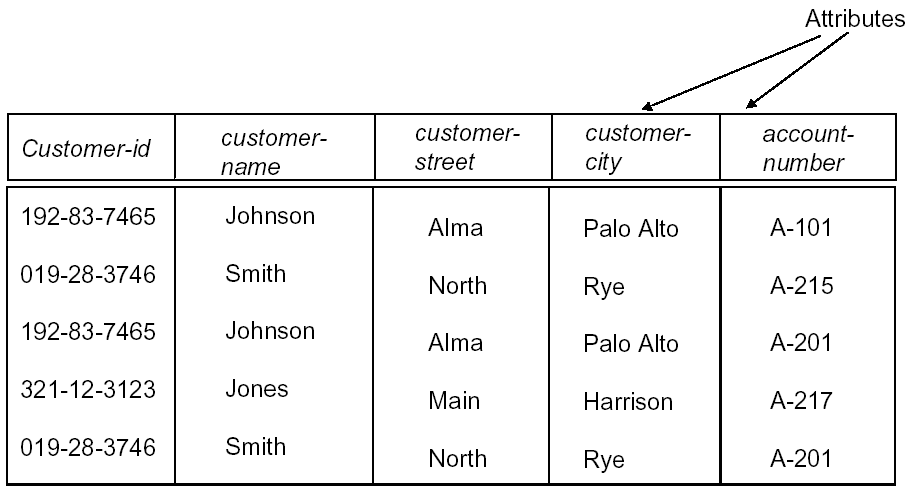 Attributes
Customer-id customer-name customer-street customer-city account-number
192-83-7465 Johnson Alma Palo Alto A-101
019-28-3746 Smith North Rye A-215
192-83-7465 Johnson Alma Palo Alto A-201
321-12-3123 Jones Main Harrison A-217
019-28-3746 Smith North Rye A-201